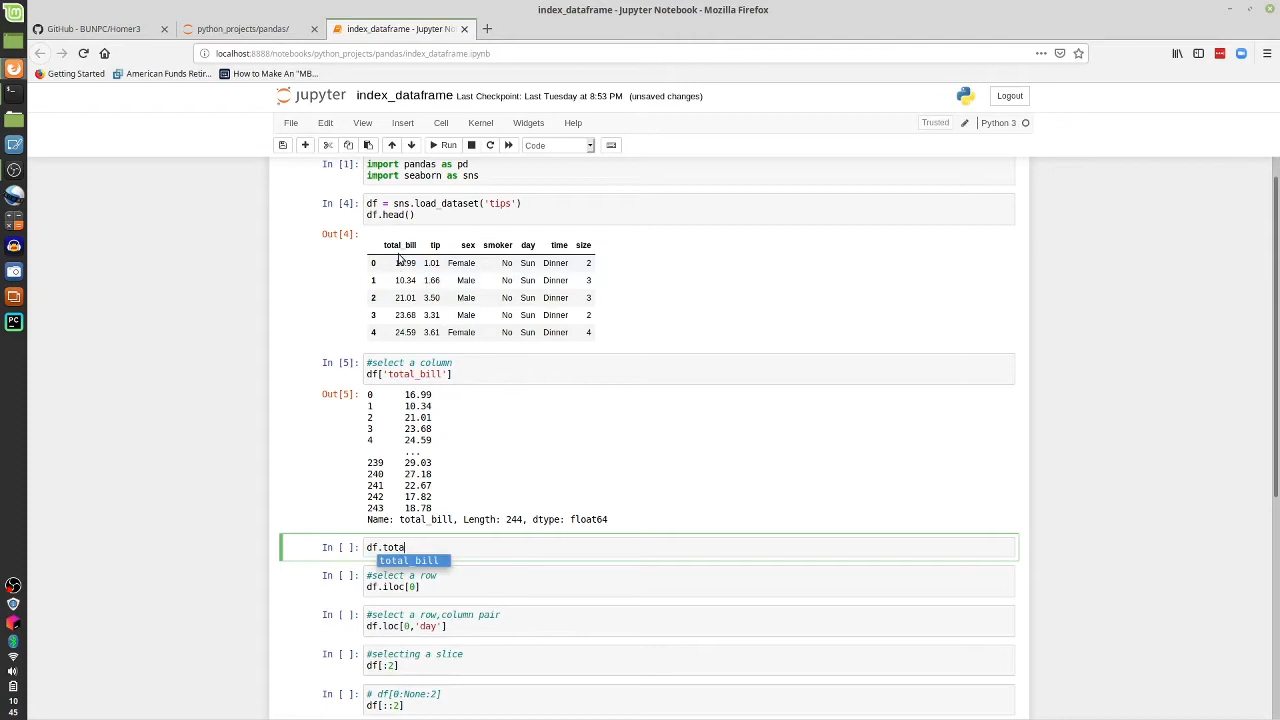 index_dataframe - Jupyter Notebook - Mozilla Firefox
GitHub - BUNPC/Homer3
python_projects/pandas/
index_dataframe - Jupyter No
localhost:8888/notebooks/python_projects/pandas/index_dataframe.ipynb
Getting Started
American Funds Retir...
How to Make An "MB...
jupyter index_dataframe Last Checkpoint: Last Tuesday at 8:53 PM (unsaved changes)
Logout
File Edit View Insert Cell Kernel Widgets Help
Trusted
Python 3
Run
Code
In [1]: import pandas as pd
import seaborn as sns
In [4]: df = sns.load_dataset('tips')
df.head()
Out[4]:
total_bill tip sex smoker day time size
0 16.99 1.01 Female No Sun Dinner 2
1 10.34 1.66 Male No Sun Dinner 3
2 21.01 3.50 Male No Sun Dinner 3
3 23.68 3.31 Male No Sun Dinner 2
4 24.59 3.61 Female No Sun Dinner 4
In [5]: #select a column
df['total_bill']
Out[5]: 0 16.99
1 10.34
2 21.01
3 23.68
4 24.59
...
239 29.03
240 27.18
241 22.67
242 17.82
243 18.78
Name: total_bill, Length: 244, dtype: float64
In [ ]: df.tota
total_bill
In [ ]: #select a row
df.iloc[0]
In [ ]: #select a row,column pair
df.loc[0,'day']
In [ ]: #selecting a slice
df[:2]
In [ ]: # df[0:None:2]
df[::2]
10
45